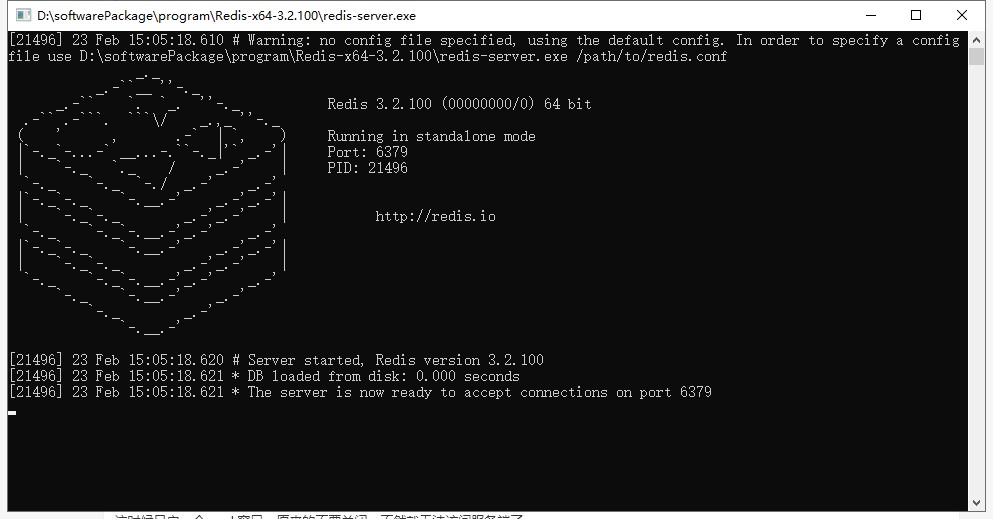 D:\softwarePackage\program\Redis-x64-3.2.100\redis-server.exe
[21496] 23 Feb 15:05:18.610 # Warning: no config file specified, using the default config. In order to specify a config
file use D:\softwarePackage\program\Redis-x64-3.2.100\redis-server.exe /path/to/redis.conf
Redis 3.2.100 (00000000/0) 64 bit
Running in standalone mode
Port: 6379
PID: 21496
http://redis.io
[21496] 23 Feb 15:05:18.620 # Server started, Redis version 3.2.100
[21496] 23 Feb 15:05:18.621 * DB loaded from disk: 0.000 seconds
[21496] 23 Feb 15:05:18.621 * The server is now ready to accept connections on port 6379